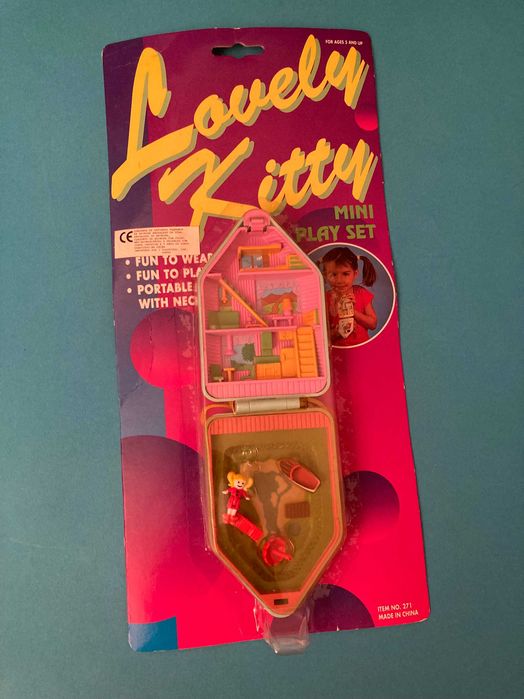 FOR AGES 5 AND UP
Lovely
Kitty
MINI
PLAY SET
CE
• FUN TO WEAR
• FUN TO PLA
• PORTABLE
WITH NEC
ITEM NO. 271
MADE IN CHINA